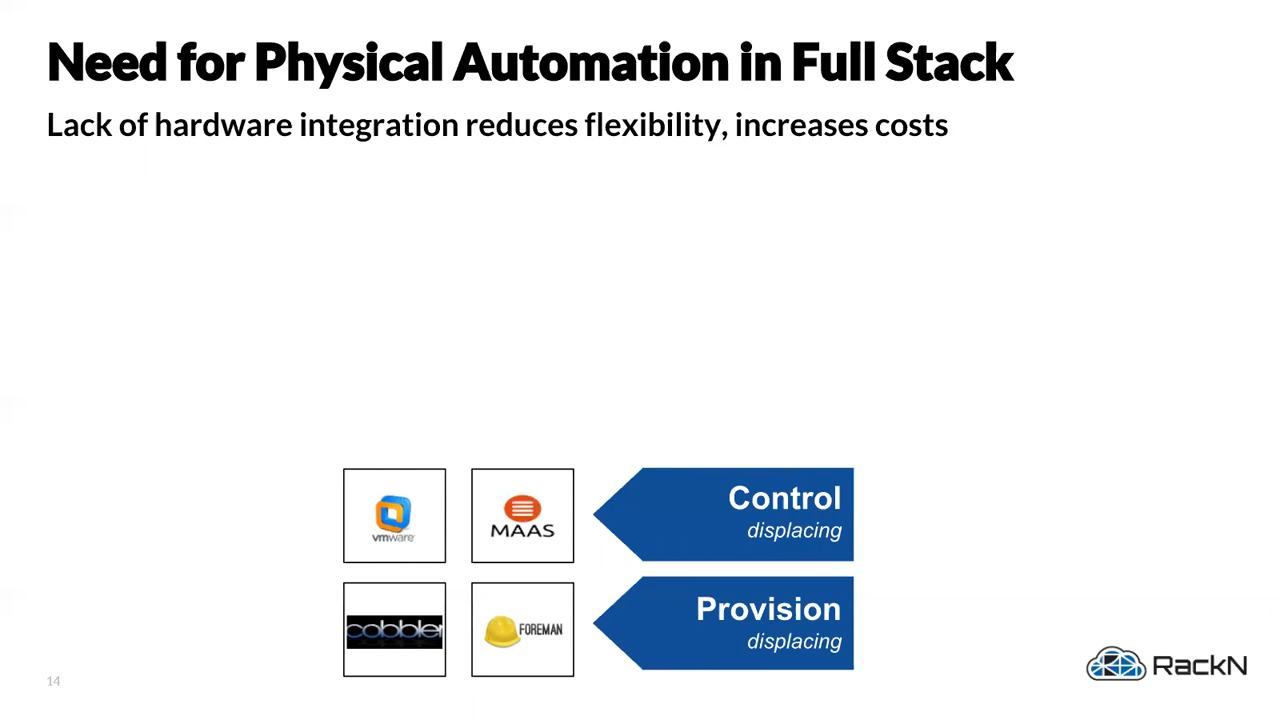 Need for Physical Automation in Full Stack
Lack of hardware integration reduces flexibility, increases costs
vmware
MAAS
Control
displacing
cobbler
FOREMAN
Provision
displacing
14
RackN